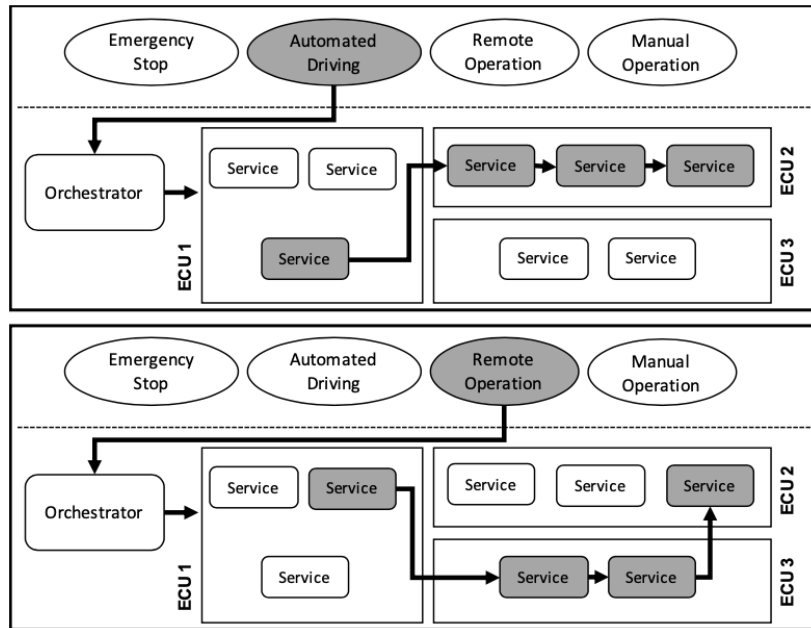 Emergency
Stop
Automated
Driving
Remote
Operation
Manual
Operation
Orchestrator
ECU 1
Service
Service
Service
Service
Service
Service
ECU 2
Service
Service
ECU 3
Emergency
Stop
Automated
Driving
Remote
Operation
Manual
Operation
Orchestrator
ECU 1
Service
Service
Service
Service
Service
Service
ECU 2
Service
Service
ECU 3